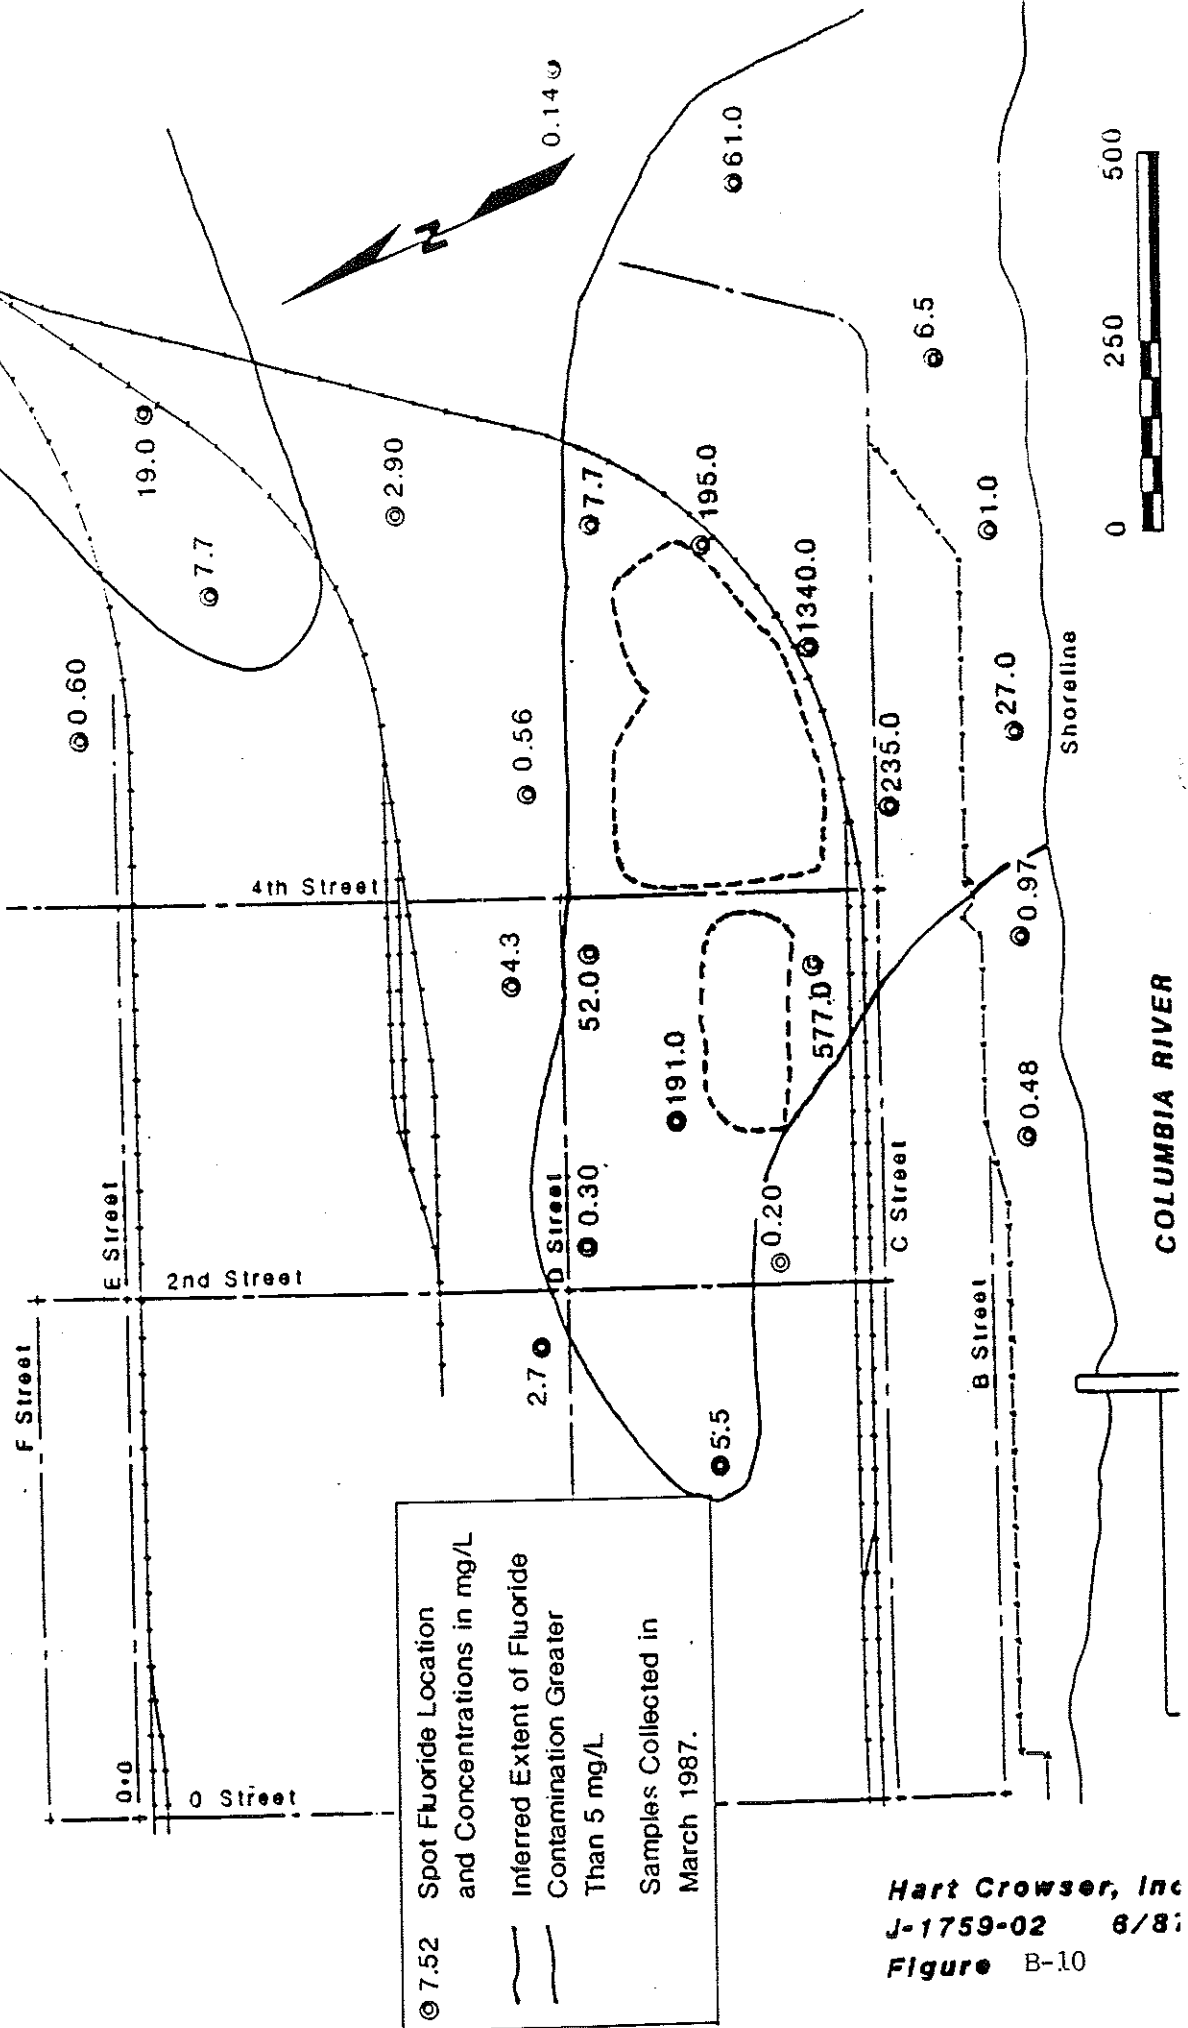 0.14
61.0
500
250
0
6.5
19.0
2.90
7.7
7.7
195.0
1.0
1340.0
0.60
0.56
27.0
Shoreline
235.0
4th Street
0.97
4.3
52.0
577.0
191.0
0.48
COLUMBIA RIVER
E Street
D Street
0.30
0.20
C Street
2nd Street
B Street
F Street
2.7
5.5
0+0
0 Street
N
7.52 Spot Fluoride Location
and Concentrations in mg/L
Inferred Extent of Fluoride
Contamination Greater
Than 5 mg/L
Samples Collected in
March 1987.
Hart Crowser, Inc
J-1759-02 6/87
Figure B-10